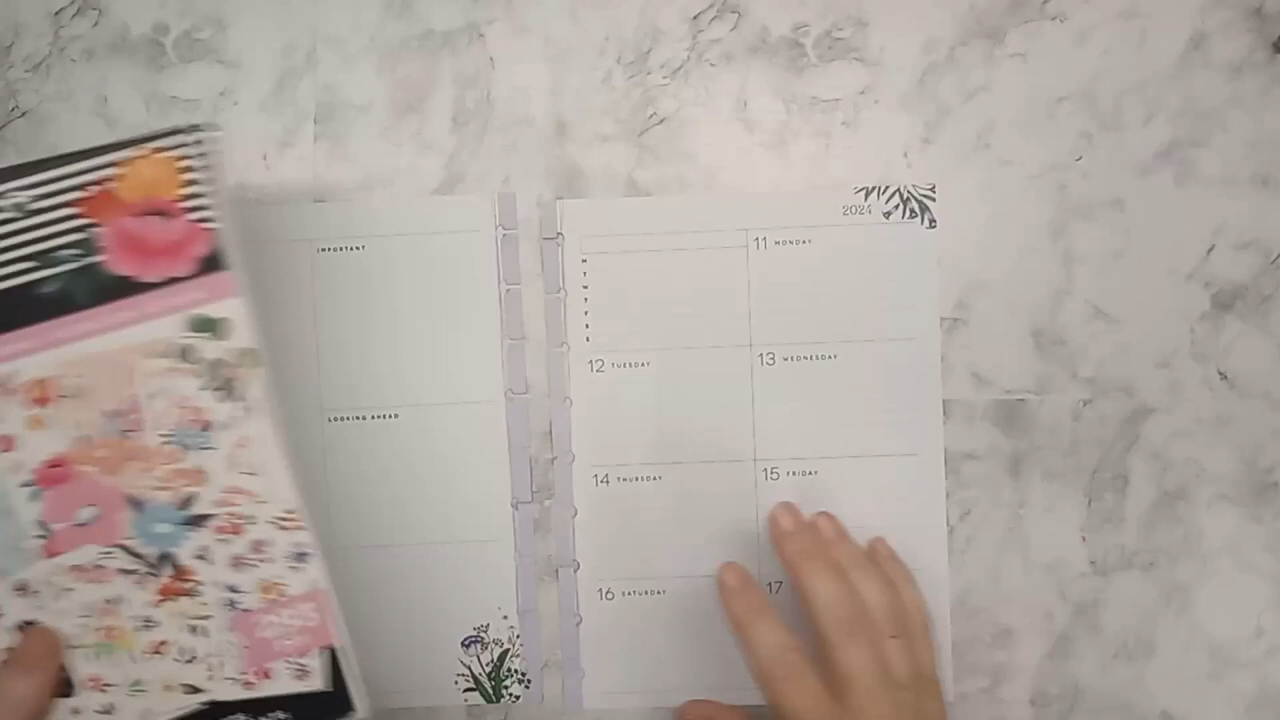 IMPORTANT
LOOKING AHEAD
2024
M
T
W
T
F
S
S
11 MONDAY
12 TUESDAY
13 WEDNESDAY
14 THURSDAY
15 FRIDAY
16 SATURDAY
17